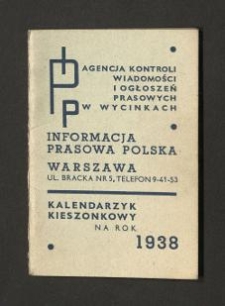 AGENCJA KONTROLI
WIADOMOŚCI
I OGŁOSZEŃ
PRASOWYCH
W WYCINKACH
INFORMACJA
PRASOWA POLSKA
WARSZAWA
UL. BRACKA NR 5, TELEFON 9-41-53
KALENDARZYK
KIESZONKOWY
NA ROK
1938